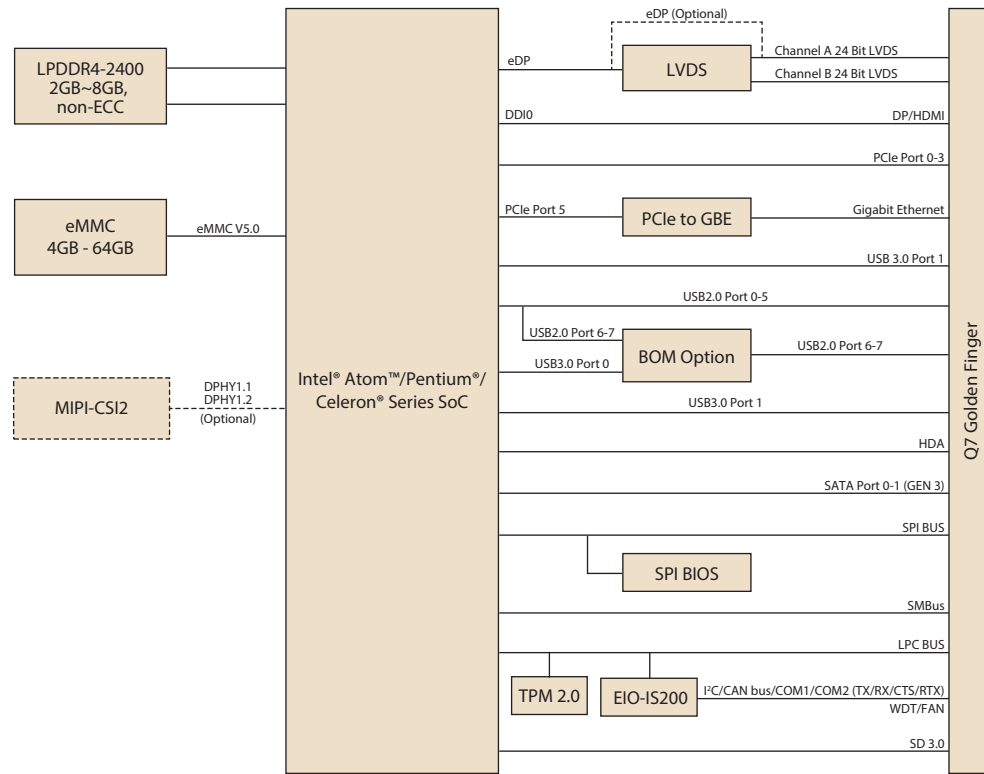 LPDDR4-2400
2GB~8GB,
non-ECC
eMMC
4GB - 64GB
eMMC V5.0
MIPI-CSI2
DPHY1.1
DPHY1.2
(Optional)
Intel® Atom™/Pentium®/
Celeron® Series SoC
eDP (Optional)
eDP
LVDS
Channel A 24 Bit LVDS
Channel B 24 Bit LVDS
DDI0
DP/HDMI
PCIe Port 0-3
PCIe Port 5
PCIe to GBE
Gigabit Ethernet
USB 3.0 Port 1
USB2.0 Port 0-5
USB2.0 Port 6-7
USB3.0 Port 0
BOM Option
USB2.0 Port 6-7
USB3.0 Port 1
HDA
SATA Port 0-1 (GEN 3)
SPI BUS
SPI BIOS
SMBus
LPC BUS
TPM 2.0
EIO-IS200
I²C/CAN bus/COM1/COM2 (TX/RX/CTS/RTX)
WDT/FAN
SD 3.0
Q7 Golden Finger